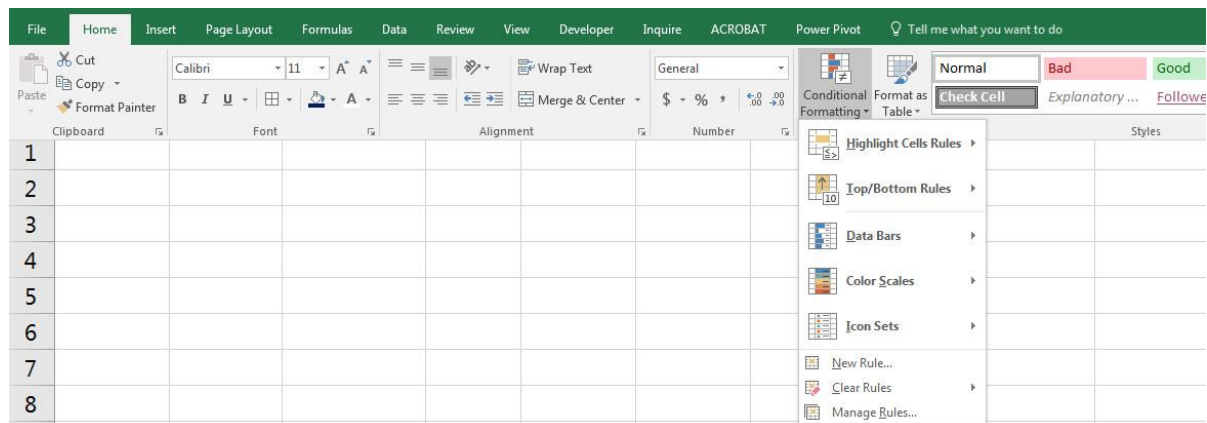 File Home Insert Page Layout Formulas Data Review View Developer Inquire ACROBAT Power Pivot Tell me what you want to do
Cut
Copy
Format Painter
Paste
Clipboard
Calibri 11 A A
B I U A
Font
Wrap Text
Merge & Center
Alignment
General
$ % , .0 .00 .00 .0
Number
Conditional Formatting
Format as Table
Normal Bad Good
Check Cell Explanatory ... Followe
Styles
Highlight Cells Rules
10
Top/Bottom Rules
Data Bars
Color Scales
Icon Sets
New Rule...
Clear Rules
Manage Rules...
1
2
3
4
5
6
7
8